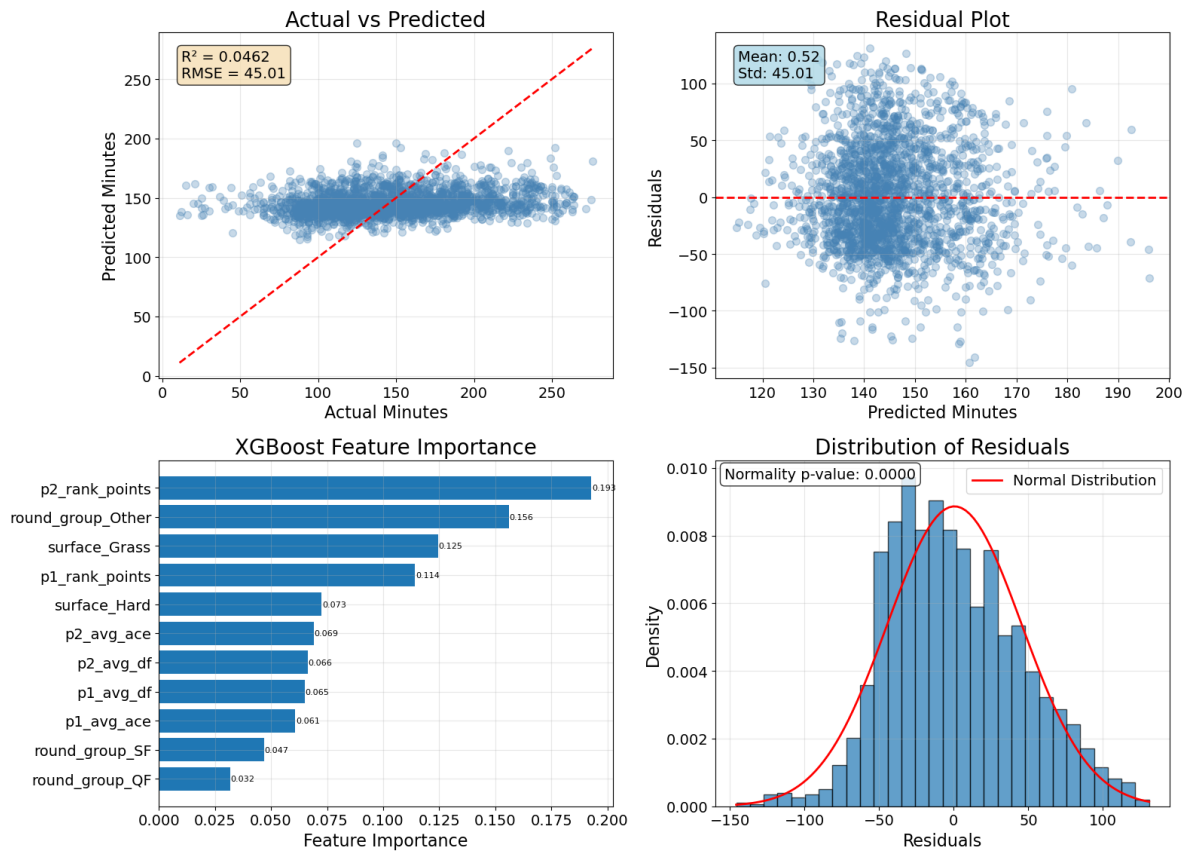 Actual vs Predicted
R² = 0.0462
RMSE = 45.01
Predicted Minutes
250
200
150
100
50
0
0 50 100 150 200 250
Actual Minutes
Residual Plot
Mean: 0.52
Std: 45.01
Residuals
100
50
0
−50
−100
−150
120 130 140 150 160 170 180 190 200
Predicted Minutes
XGBoost Feature Importance
p2_rank_points 0.193
round_group_Other 0.156
surface_Grass 0.125
p1_rank_points 0.114
surface_Hard 0.073
p2_avg_ace 0.069
p2_avg_df 0.066
p1_avg_df 0.065
p1_avg_ace 0.061
round_group_SF 0.047
round_group_QF 0.032
0.000 0.025 0.050 0.075 0.100 0.125 0.150 0.175 0.200
Feature Importance
Distribution of Residuals
Normality p-value: 0.0000
Normal Distribution
Density
0.010
0.008
0.006
0.004
0.002
0.000
−150 −100 −50 0 50 100
Residuals